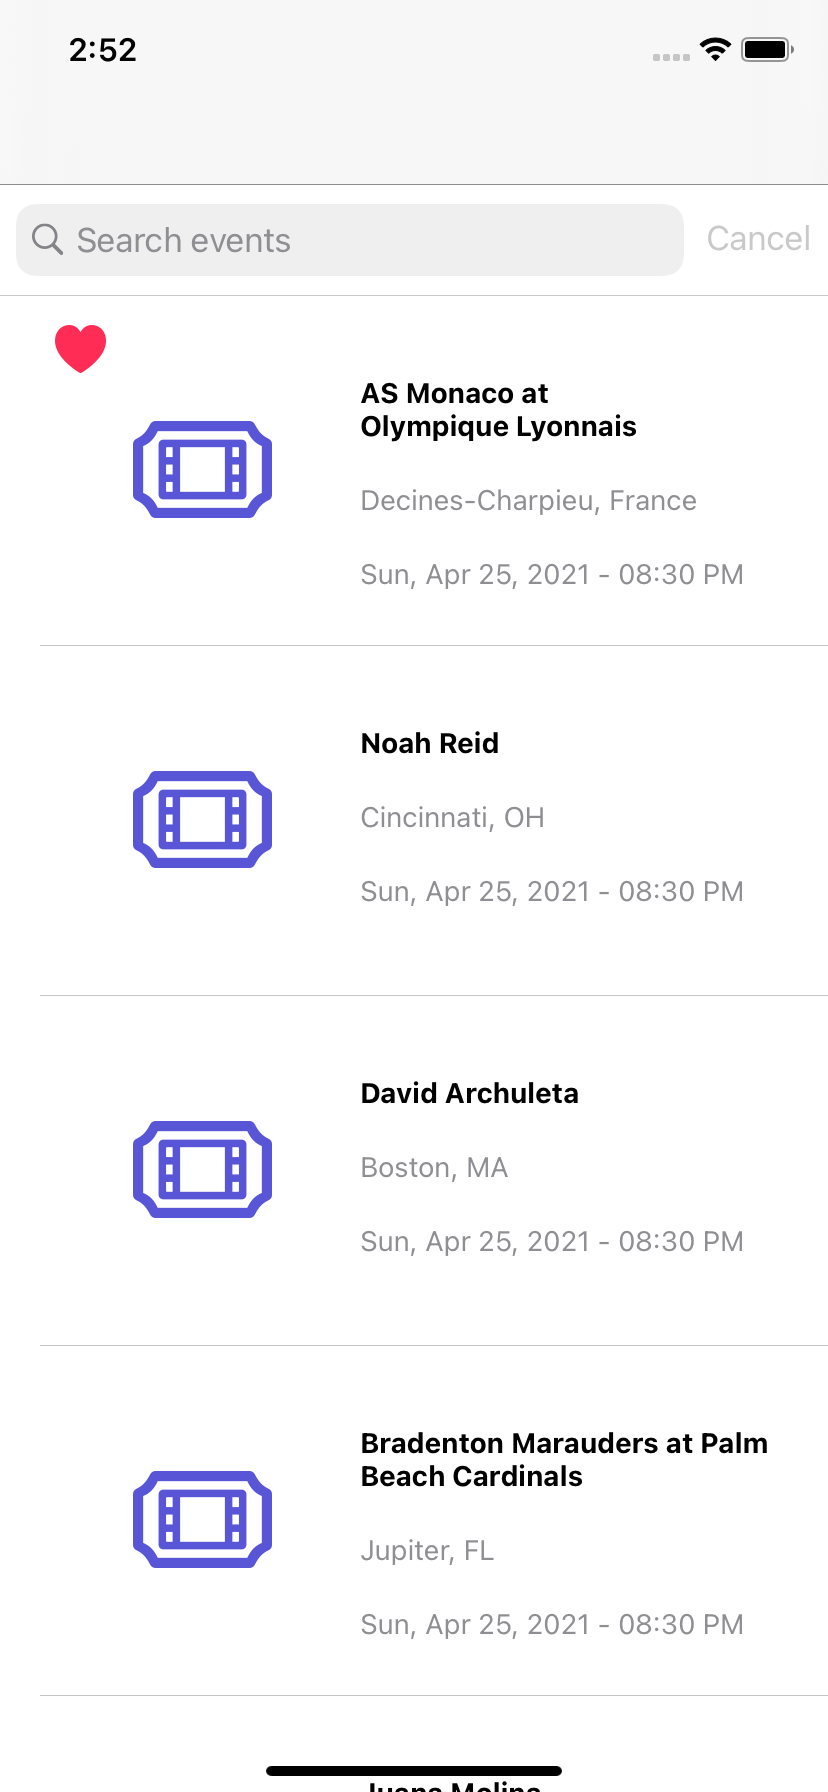 2:52
Search events
Cancel
AS Monaco at
Olympique Lyonnais
Decines-Charpieu, France
Sun, Apr 25, 2021 - 08:30 PM
Noah Reid
Cincinnati, OH
Sun, Apr 25, 2021 - 08:30 PM
David Archuleta
Boston, MA
Sun, Apr 25, 2021 - 08:30 PM
Bradenton Marauders at Palm
Beach Cardinals
Jupiter, FL
Sun, Apr 25, 2021 - 08:30 PM
Juana Molina